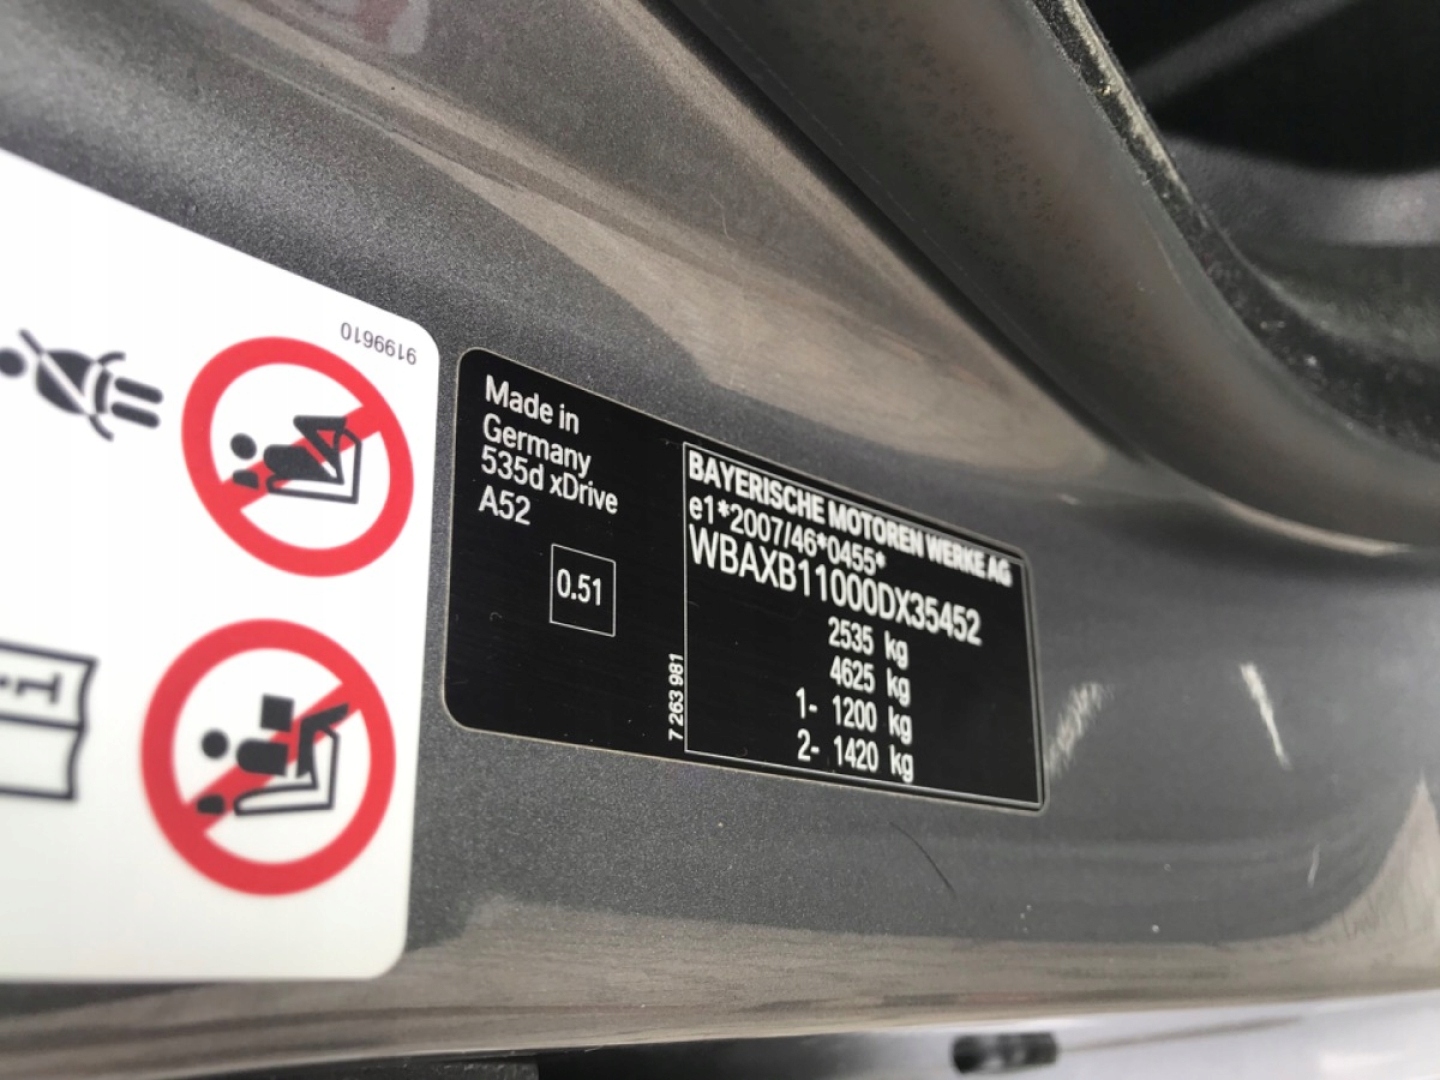 9199610
Made in
Germany
535d xDrive
A52
0.51
7 263 981
BAYERISCHE MOTOREN WERKE AG
e1*2007/46*0455*
WBAXB11000DX35452
2535 kg
4625 kg
1- 1200 kg
2- 1420 kg
i